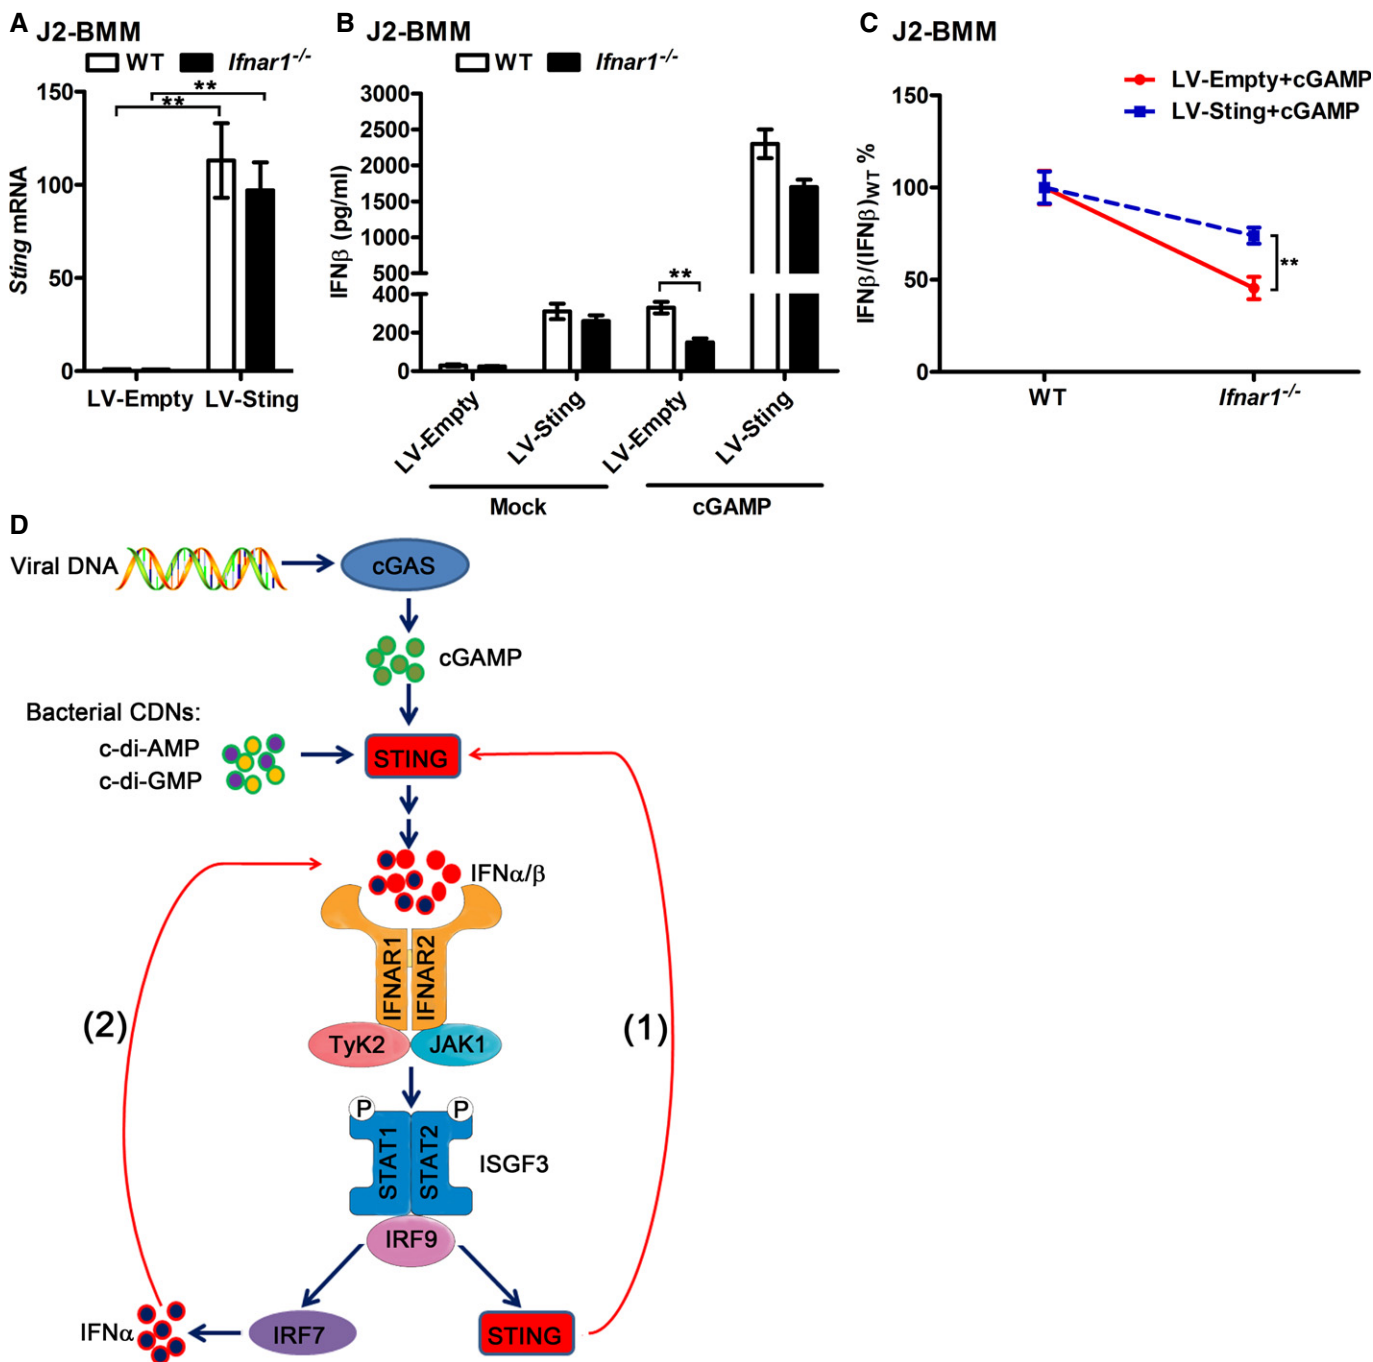 A J2-BMM
WT Ifnar1-/-
Sting mRNA
150
100
50
0
**
**
LV-Empty LV-Sting
B J2-BMM
WT Ifnar1-/-
IFNβ (pg/ml)
3000
2500
2000
1500
1000
500
400
200
0
**
LV-Empty
LV-Sting
LV-Empty
LV-Sting
Mock
cGAMP
C J2-BMM
LV-Empty+cGAMP
LV-Sting+cGAMP
IFNβ/(IFNβ)WT %
150
100
50
0
**
WT
Ifnar1-/-
D
Viral DNA
cGAS
cGAMP
Bacterial CDNs:
c-di-AMP
c-di-GMP
STING
IFNα/β
IFNAR1
IFNAR2
(2)
(1)
TyK2
JAK1
P
P
STAT1
STAT2
ISGF3
IRF9
IFNα
IRF7
STING